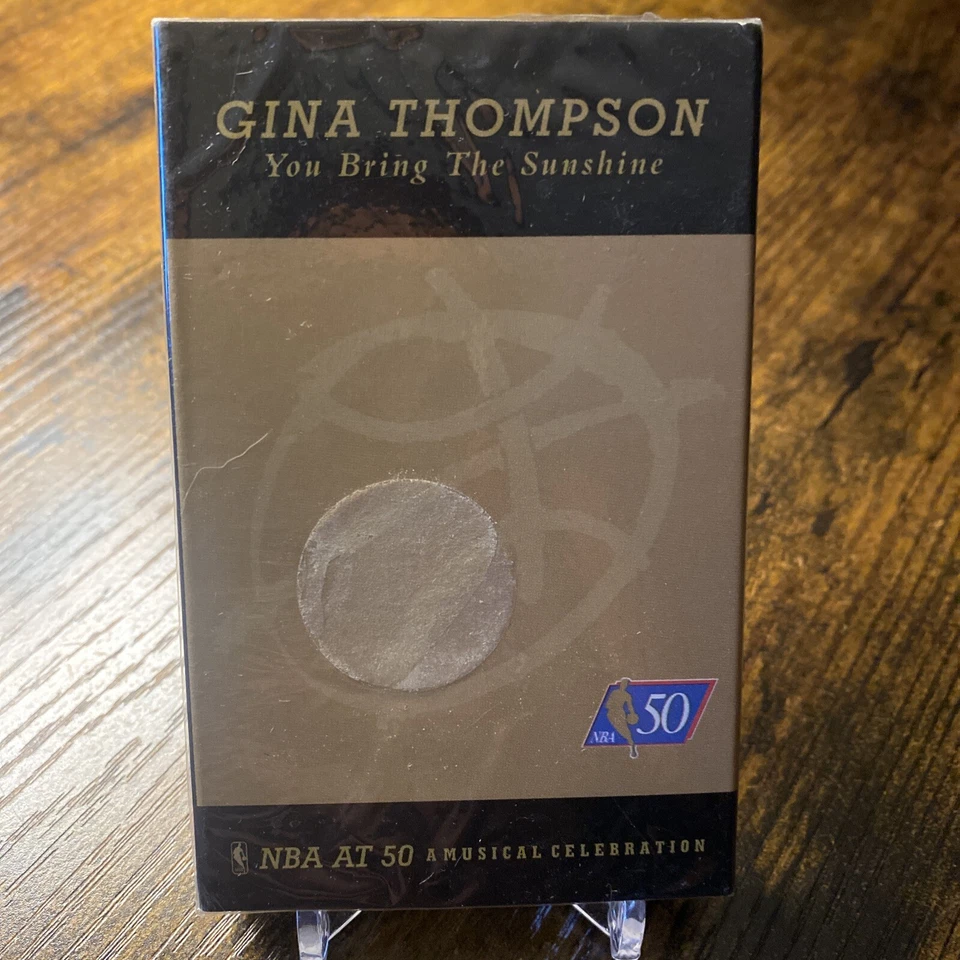 GINA THOMPSON
You Bring The Sunshine
NBA 50
NBA AT 50 A MUSICAL CELEBRATION